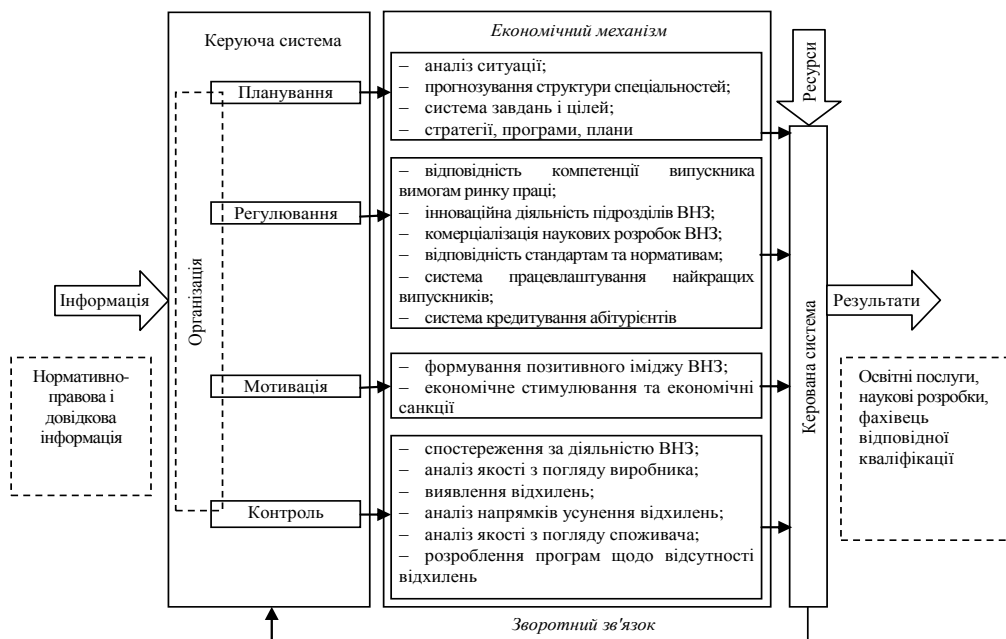 Керуюча система
Планування
Регулювання
Мотивація
Контроль
Організація
Інформація
Нормативно-
правова і
довідкова
інформація
Економічний механізм
– аналіз ситуації;
– прогнозування структури спеціальностей;
– система завдань і цілей;
– стратегії, програми, плани
– відповідність компетенції випускника
вимогам ринку праці;
– інноваційна діяльність підрозділів ВНЗ;
– комерціалізація наукових розробок ВНЗ;
– відповідність стандартам та нормативам;
– система працевлаштування найкращих
випускників;
– система кредитування абітурієнтів
– формування позитивного іміджу ВНЗ;
– економічне стимулювання та економічні
санкції
– спостереження за діяльністю ВНЗ;
– аналіз якості з погляду виробника;
– виявлення відхилень;
– аналіз напрямків усунення відхилень;
– аналіз якості з погляду споживача;
– розроблення програм щодо відсутності
відхилень
Ресурси
Керована система
Результати
Освітні послуги,
наукові розробки,
фахівець
відповідної
кваліфікації
Зворотний зв'язок